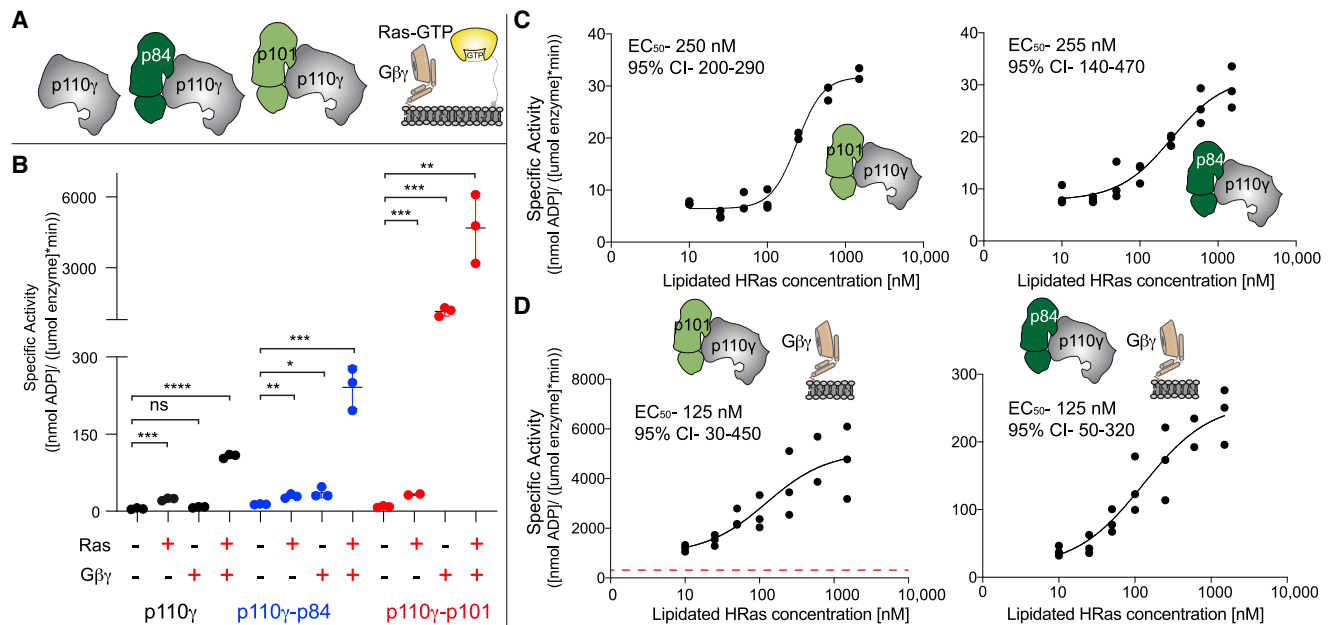 A
p110γ
p84
p110γ
p101
p110γ
Ras-GTP
GTP
Gβγ
B
Specific Activity
([nmol ADP]/ ([umol enzyme]*min))
6000
3000
300
150
0
****
ns
***
***
*
**
**
***
***
Ras - + - + - + - + - + - +
Gβγ - - + + - - + + - - + +
p110γ
p110γ-p84
p110γ-p101
C
EC50- 250 nM
95% CI- 200-290
Specific Activity
([nmol ADP]/ ([umol enzyme]*min))
40
30
20
10
0
10
100
1000
10,000
Lipidated HRas concentration [nM]
p101
p110γ
EC50- 255 nM
95% CI- 140-470
40
30
20
10
0
10
100
1000
10,000
Lipidated HRas concentration [nM]
p84
p110γ
D
p101
p110γ
Gβγ
EC50- 125 nM
95% CI- 30-450
Specific Activity
([nmol ADP]/ ([umol enzyme]*min))
8000
6000
4000
2000
0
10
100
1000
10,000
Lipidated HRas concentration [nM]
p84
p110γ
Gβγ
EC50- 125 nM
95% CI- 50-320
300
200
100
0
10
100
1000
10,000
Lipidated HRas concentration [nM]